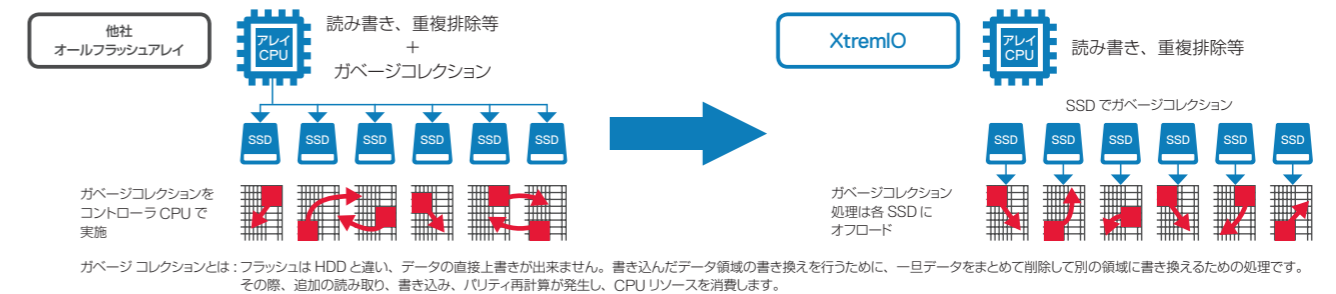 他社
オールフラッシュアレイ
アレイ
CPU
読み書き、重複排除等
+
ガベージコレクション
SSD
SSD
SSD
SSD
SSD
SSD
ガベージコレクションを
コントローラ CPU で
実施
XtremIO
アレイ
CPU
読み書き、重複排除等
SSD でガベージコレクション
SSD
SSD
SSD
SSD
SSD
SSD
ガベージコレクション
処理は各 SSD に
オフロード
ガベージ コレクションとは : フラッシュは HDD と違い、データの直接上書きが出来ません。書き込んだデータ領域の書き換えを行うために、一旦データをまとめて削除して別の領域に書き換えるための処理です。
その際、追加の読み取り、書き込み、パリティ再計算が発生し、CPU リソースを消費します。